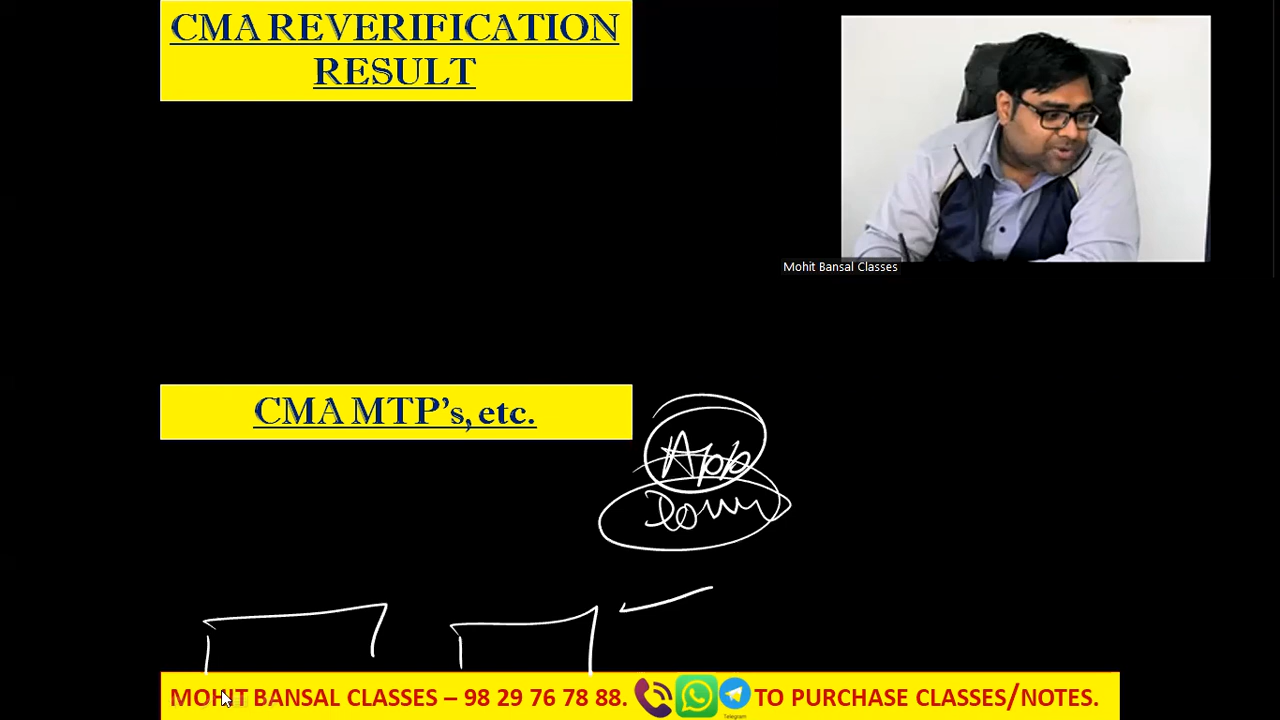 CMA REVERIFICATION
RESULT
Mohit Bansal Classes
CMA MTP's, etc.
App
MOHIT BANSAL CLASSES – 98 29 76 78 88.
Telegram
TO PURCHASE CLASSES/NOTES.